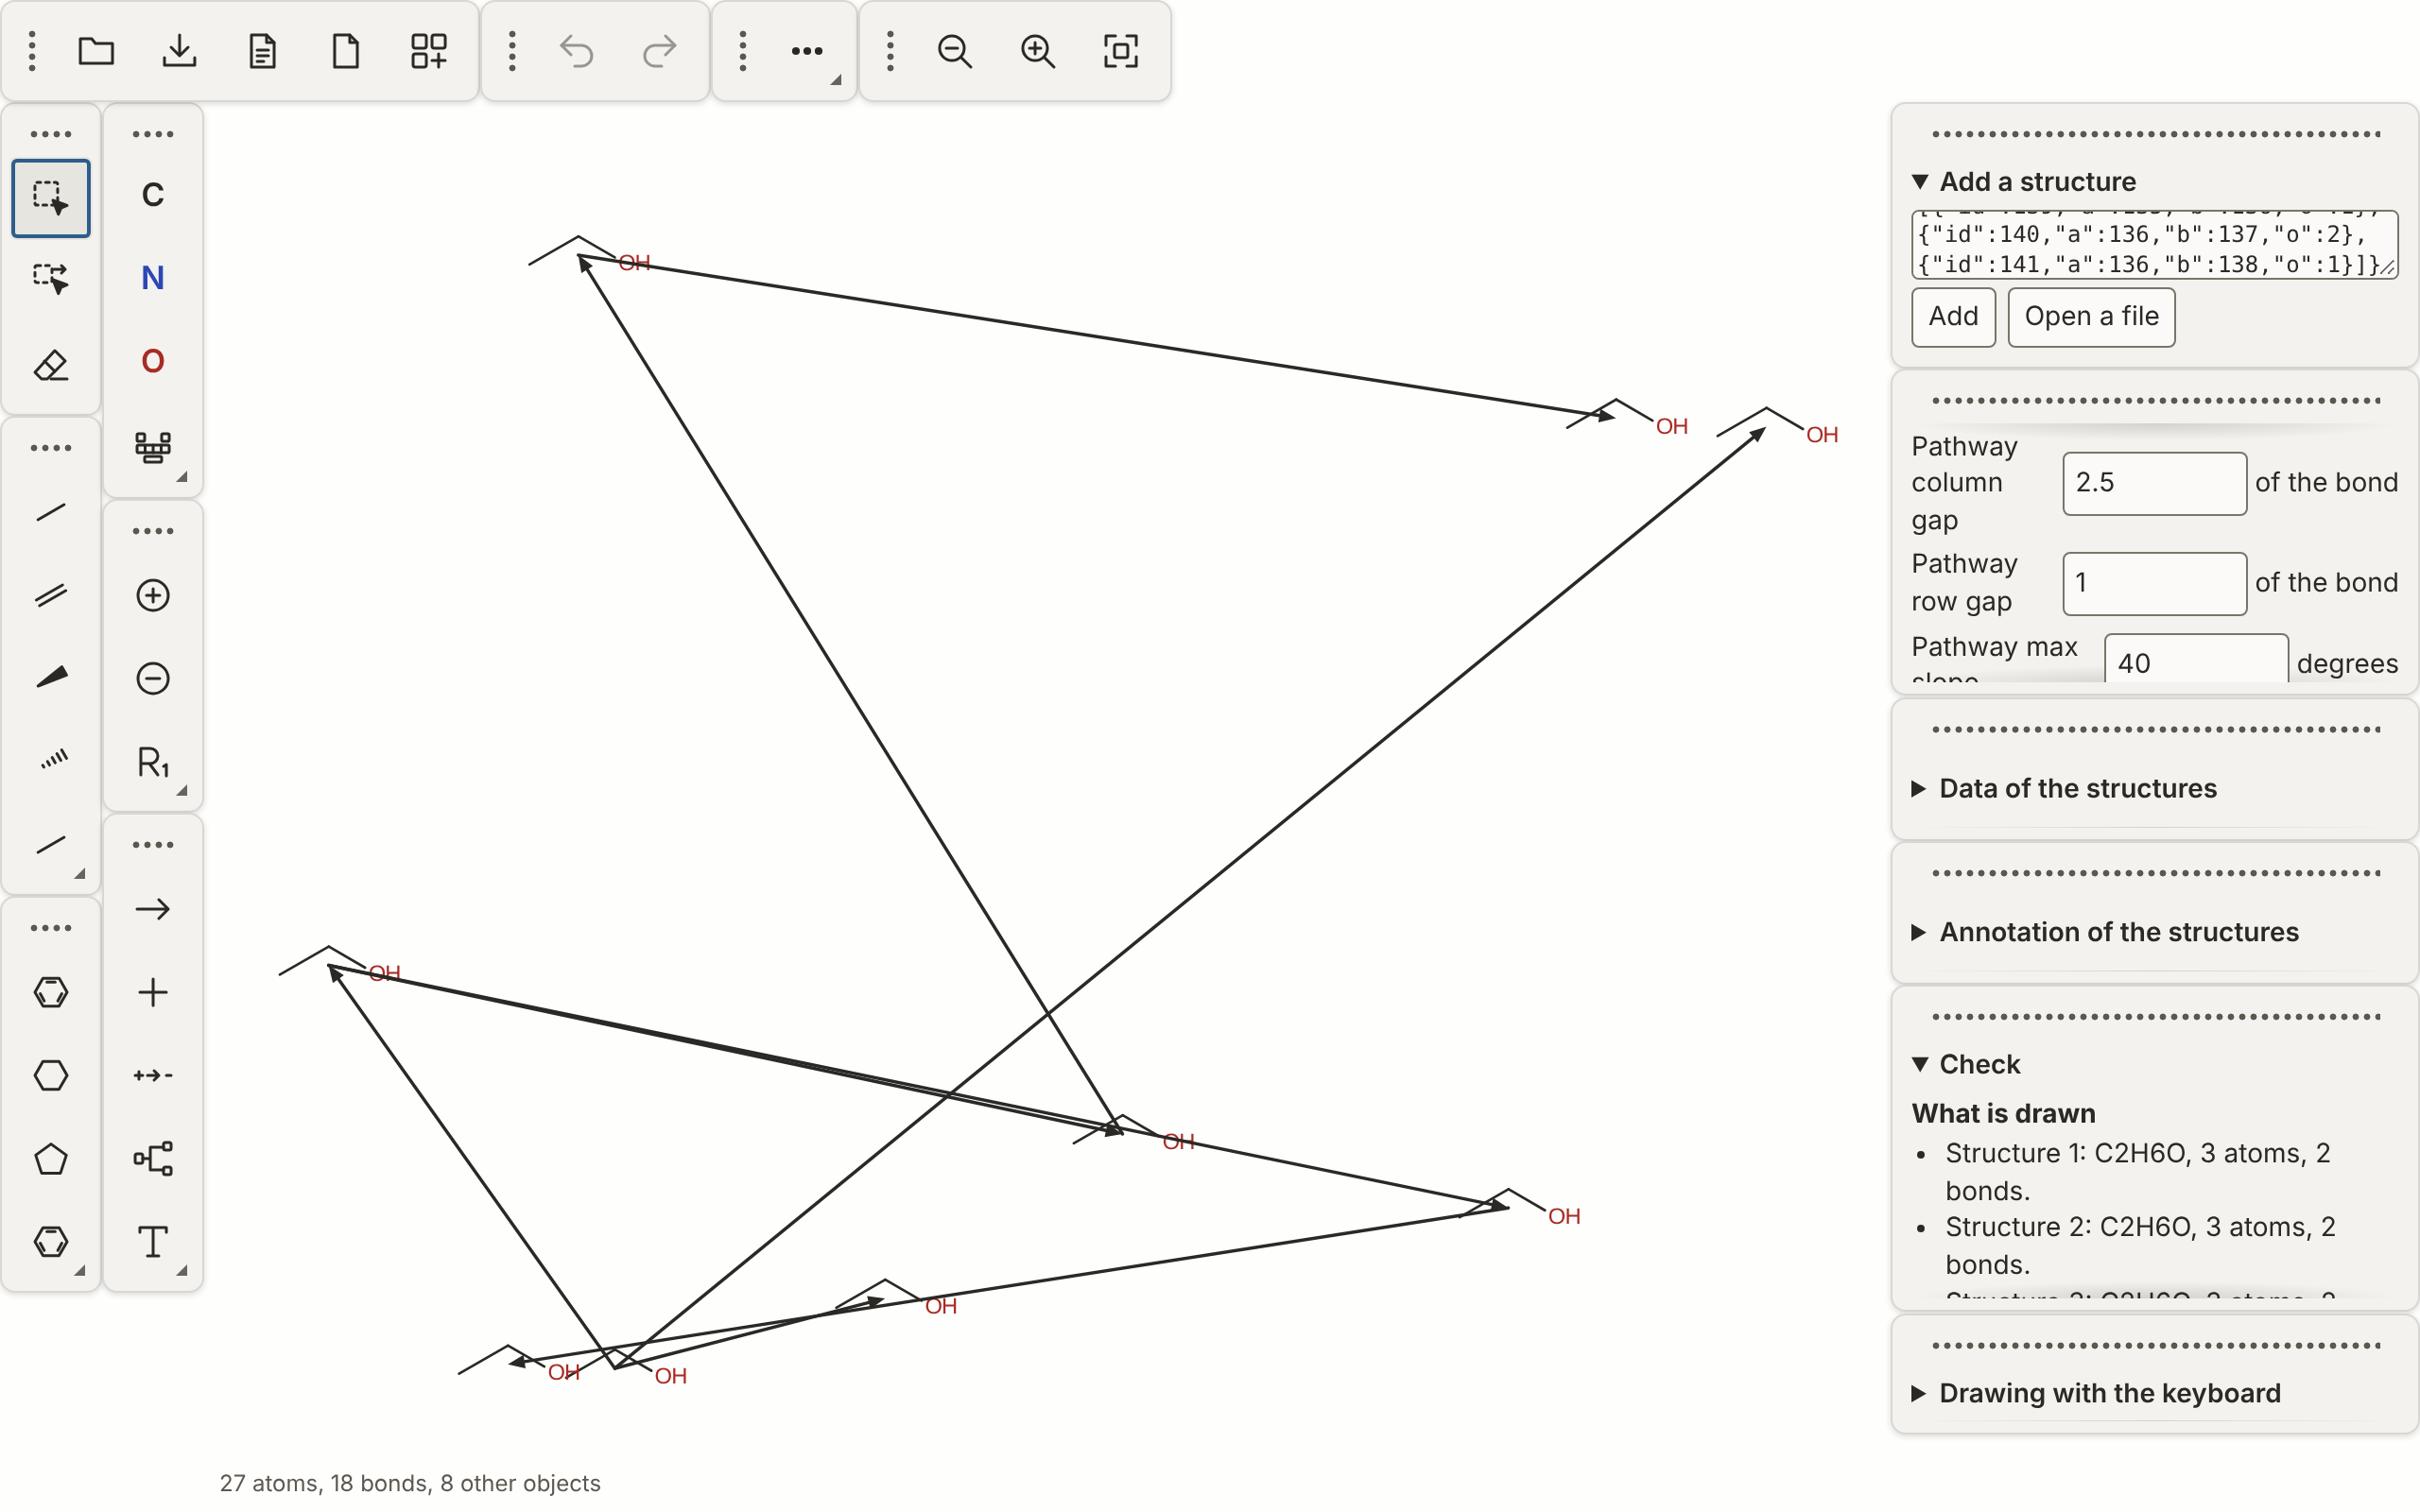 C
N
O
R1
T
OH
OH
OH
OH
OH
OH
OH
OH
OH
27 atoms, 18 bonds, 8 other objects
Add a structure
{"id":140,"a":136,"b":137,"o":2},
{"id":141,"a":136,"b":138,"o":1}]}
Add
Open a file
Pathway
column
gap
2.5
of the bond
Pathway
row gap
1
of the bond
Pathway max
40
degrees
Data of the structures
Annotation of the structures
Check
What is drawn
Structure 1: C2H6O, 3 atoms, 2
bonds.
Structure 2: C2H6O, 3 atoms, 2
bonds.
Drawing with the keyboard